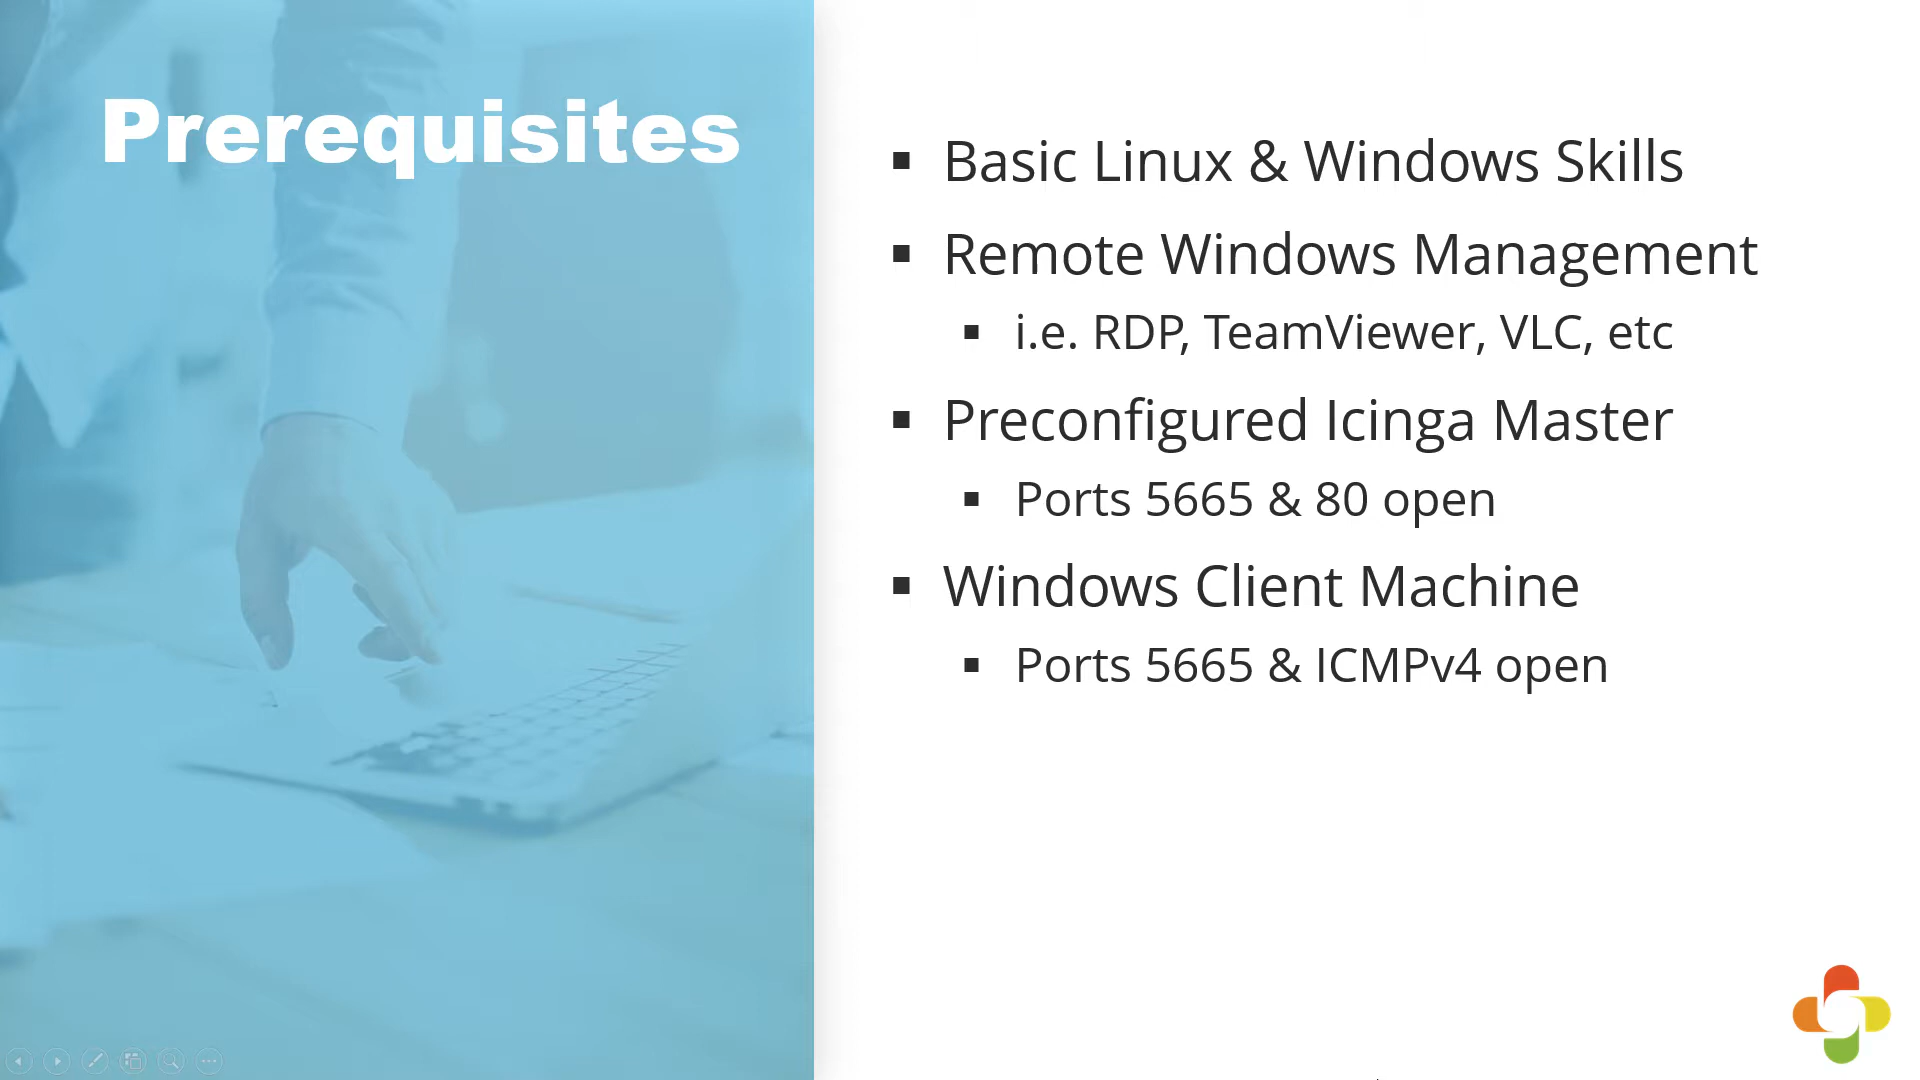 Prerequisites
Basic Linux & Windows Skills
Remote Windows Management
i.e. RDP, TeamViewer, VLC, etc
Preconfigured Icinga Master
Ports 5665 & 80 open
Windows Client Machine
Ports 5665 & ICMPv4 open